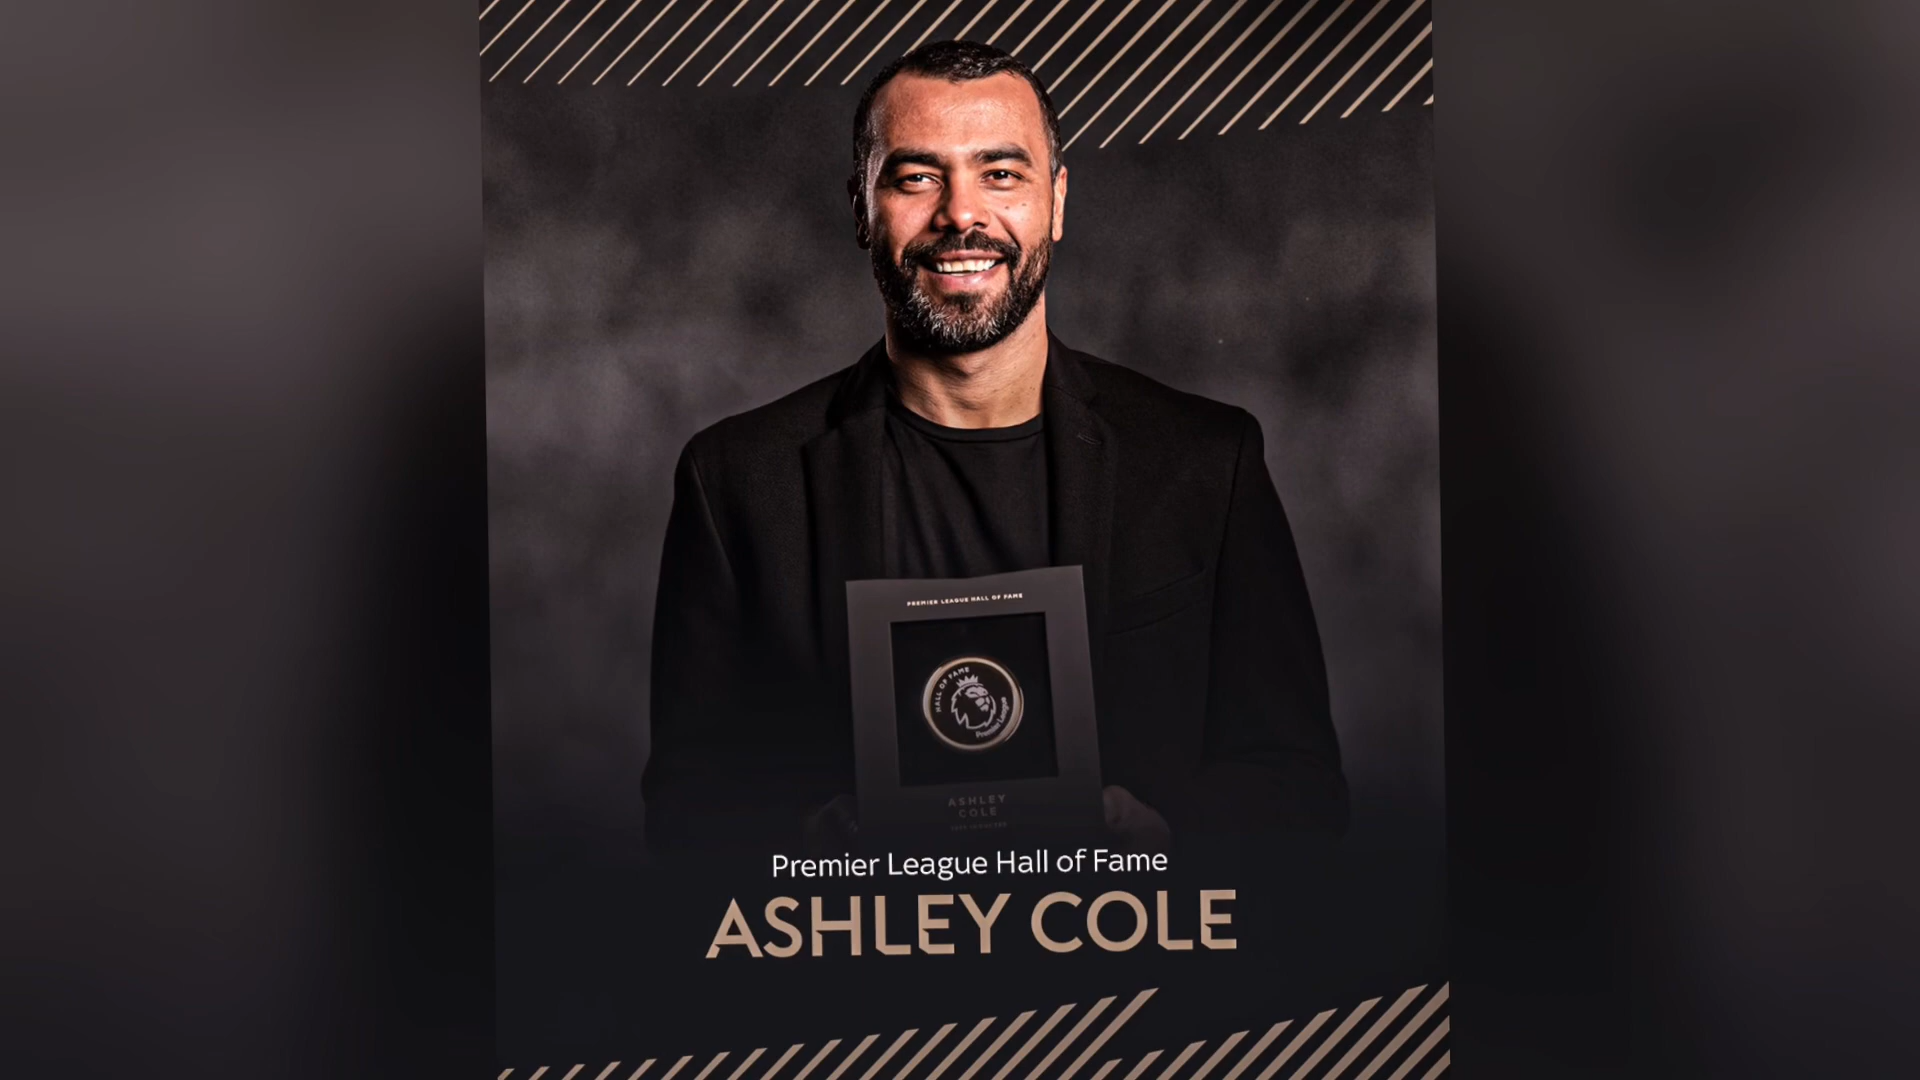 PREMIER LEAGUE HALL OF FAME
HALL OF FAME
Premier League
ASHLEY
COLE
Premier League Hall of Fame
ASHLEY COLE